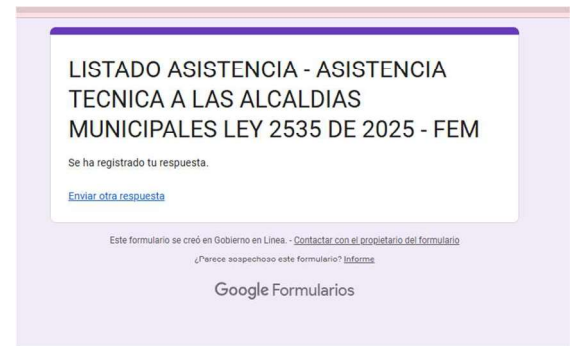 LISTADO ASISTENCIA - ASISTENCIA
TECNICA A LAS ALCALDIAS
MUNICIPALES LEY 2535 DE 2025 - FEM
Se ha registrado tu respuesta.
Enviar otra respuesta
Este formulario se creó en Gobierno en Linea. - Contactar con el propietario del formulario
¿Parece sospechoso este formulario? Informe
Google Formularios